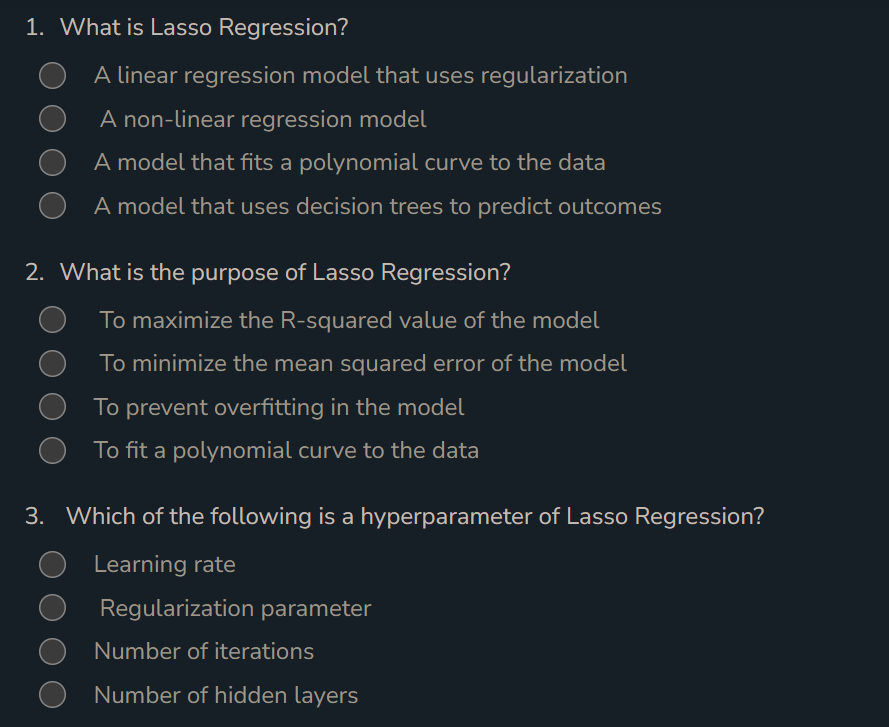 1. What is Lasso Regression?
A linear regression model that uses regularization
A non-linear regression model
A model that fits a polynomial curve to the data
A model that uses decision trees to predict outcomes
2. What is the purpose of Lasso Regression?
To maximize the R-squared value of the model
To minimize the mean squared error of the model
To prevent overfitting in the model
To fit a polynomial curve to the data
3. Which of the following is a hyperparameter of Lasso Regression?
Learning rate
Regularization parameter
Number of iterations
Number of hidden layers